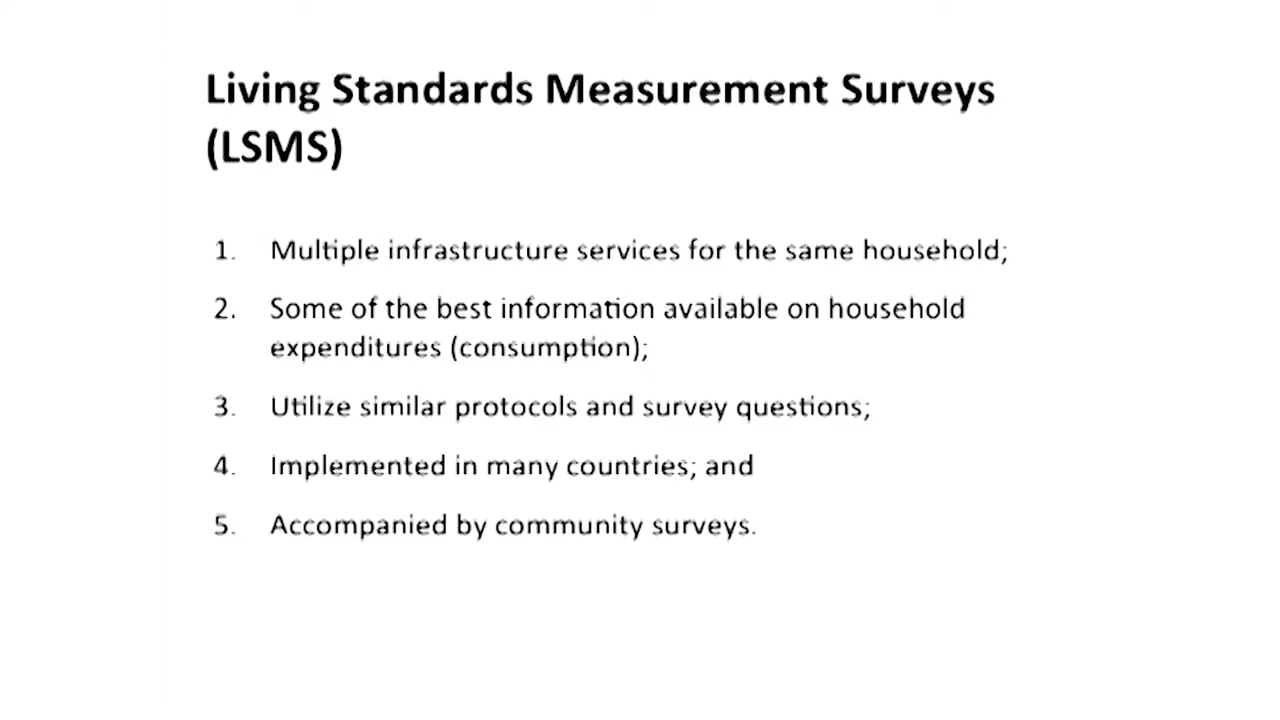 Living Standards Measurement Surveys
(LSMS)
1. Multiple infrastructure services for the same household;
2. Some of the best information available on household
expenditures (consumption);
3. Utilize similar protocols and survey questions;
4. Implemented in many countries; and
5. Accompanied by community surveys.